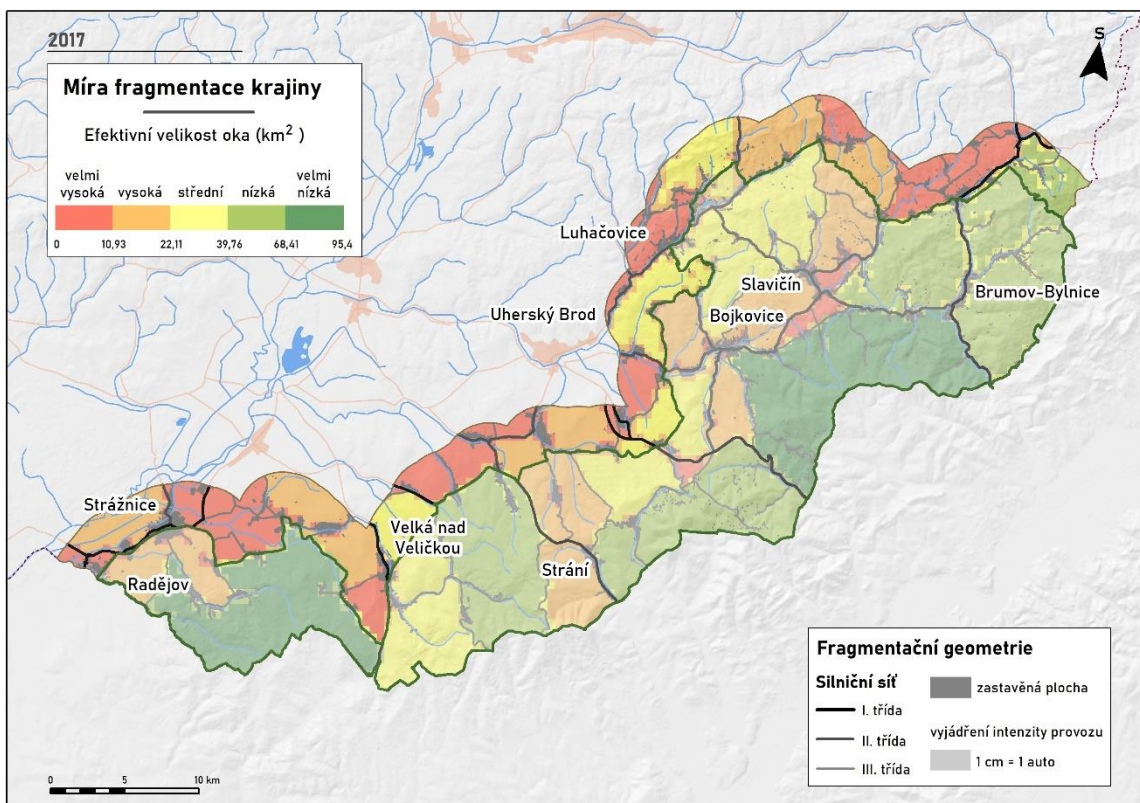 2017
Míra fragmentace krajiny
Efektivní velikost oka (km² )
velmi vysoká
vysoká
střední
nízká
velmi nízká
0
10,93
22,11
39,76
68,41
95,4
S
Luhačovice
Slavičín
Uherský Brod
Bojkovice
Brumov-Bylnice
Strážnice
Velká nad
Veličkou
Radějov
Strání
0 5 10 km
Fragmentační geometrie
Silniční síť
I. třída
II. třída
III. třída
zastavěná plocha
vyjádření intenzity provozu
1 cm = 1 auto